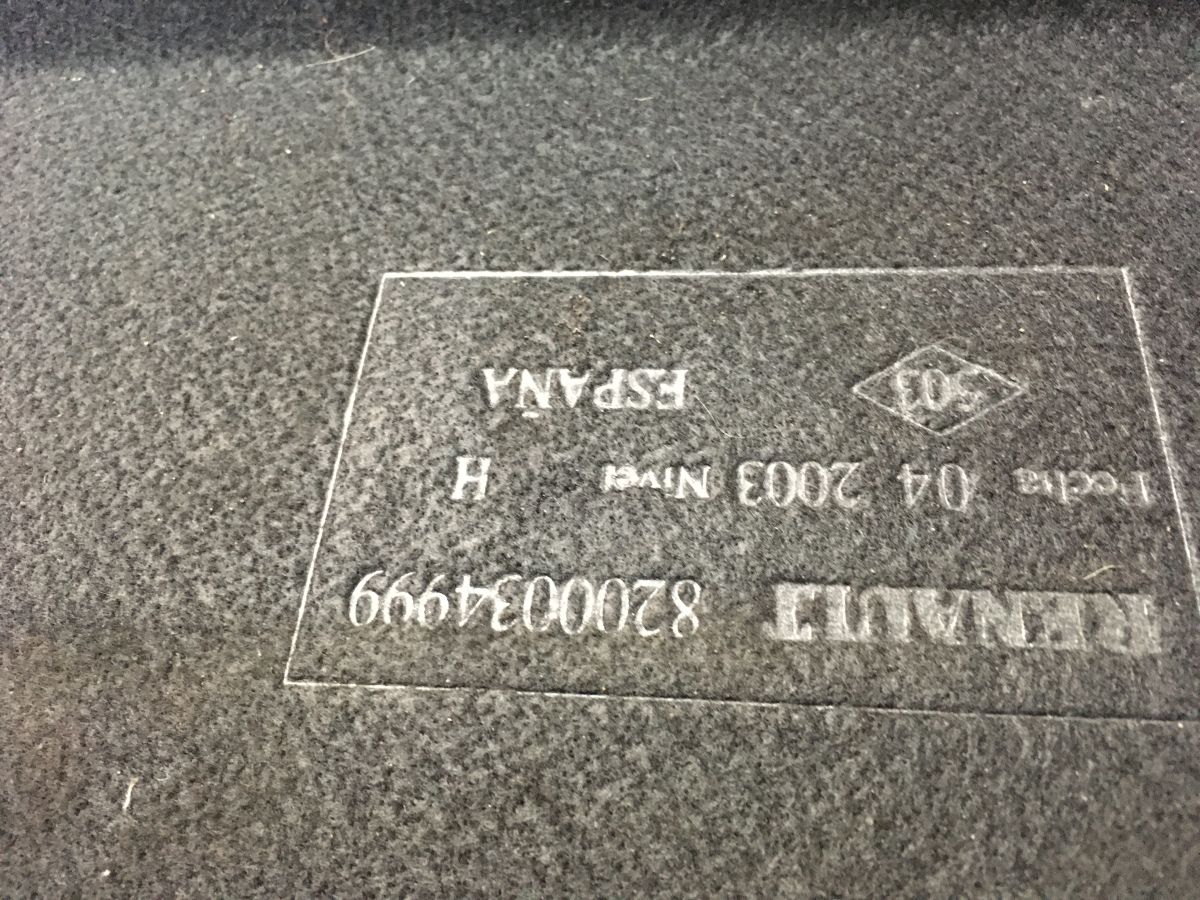 RENAULT 8200034999
Fecha 04 2003 Nivel H
503 ESPAÑA